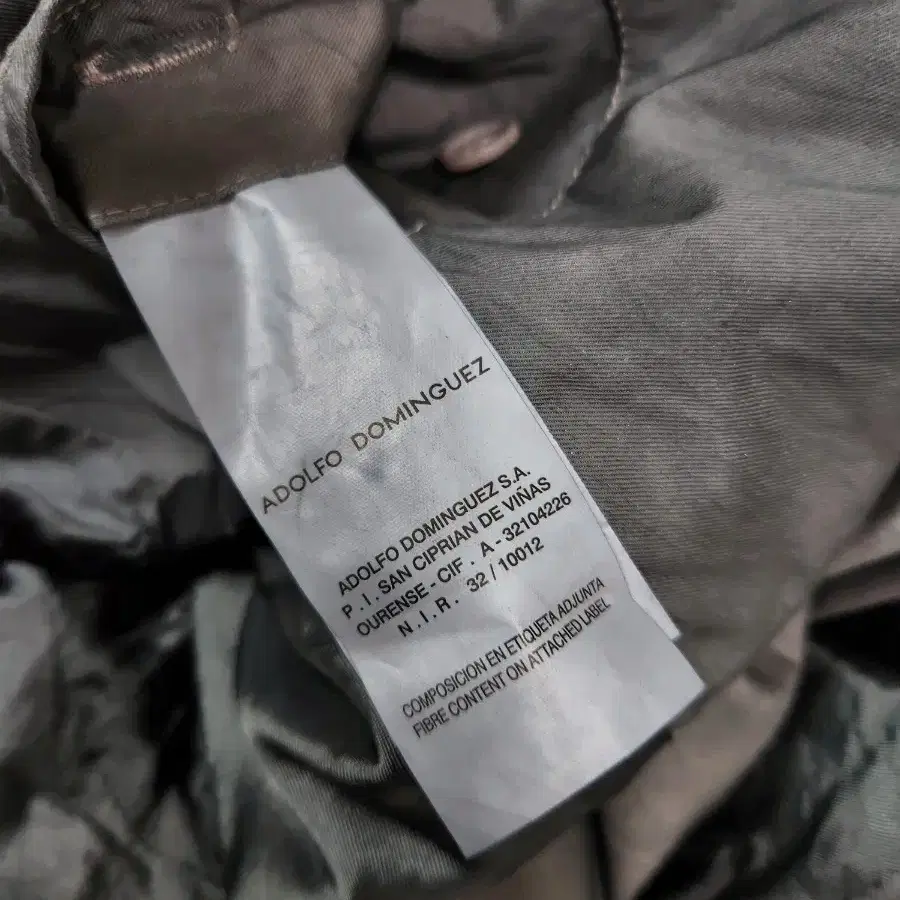 ADOLFO DOMINGUEZ
ADOLFO DOMINGUEZ S.A.
P.I. SAN CIPRIAN DE VIÑAS
OURENSE - CIF. A - 32104226
N.I.R. 32 / 10012
COMPOSICION EN ETIQUETA ADJUNTA
FIBRE CONTENT ON ATTACHED LABEL